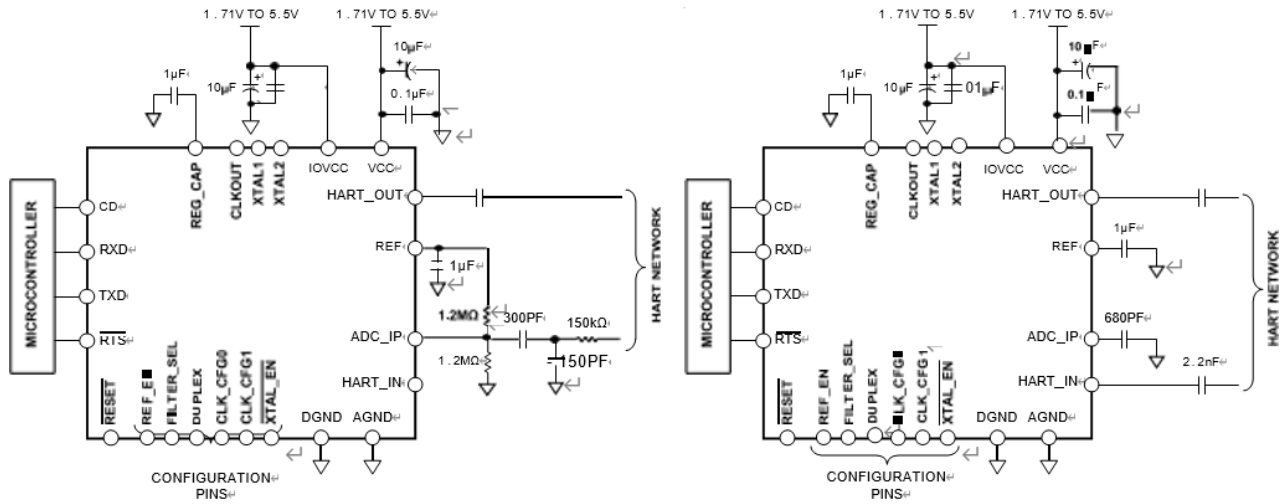 1.71V TO 5.5V
1.71V TO 5.5V
10µF
1µF
10µF
0.1µF
REG_CAP
CLKOUT
XTAL1
XTAL2
IOVCC
VCC
MICROCONTROLLER
CD
RXD
TXD
RTS
HART_OUT
REF
1µF
1.2MΩ
300PF
150kΩ
ADC_IP
1.2MΩ
150PF
HART_IN
HART NETWORK
RESET
FILTER_SEL
DUPLEX
CLK_CFG0
CLK_CFG1
XTAL_EN
DGND
AGND
CONFIGURATION
PINS
1.71V TO 5.5V
1.71V TO 5.5V
1µF
10µF
01µF
REG_CAP
CLKOUT
XTAL1
XTAL2
IOVCC
VCC
MICROCONTROLLER
CD
RXD
TXD
RTS
HART_OUT
REF
1µF
ADC_IP
680PF
HART_IN
2.2nF
HART NETWORK
RESET
REF_EN
FILTER_SEL
DUPLEX
CLK_CFG1
XTAL_EN
DGND
AGND
CONFIGURATION
PINS